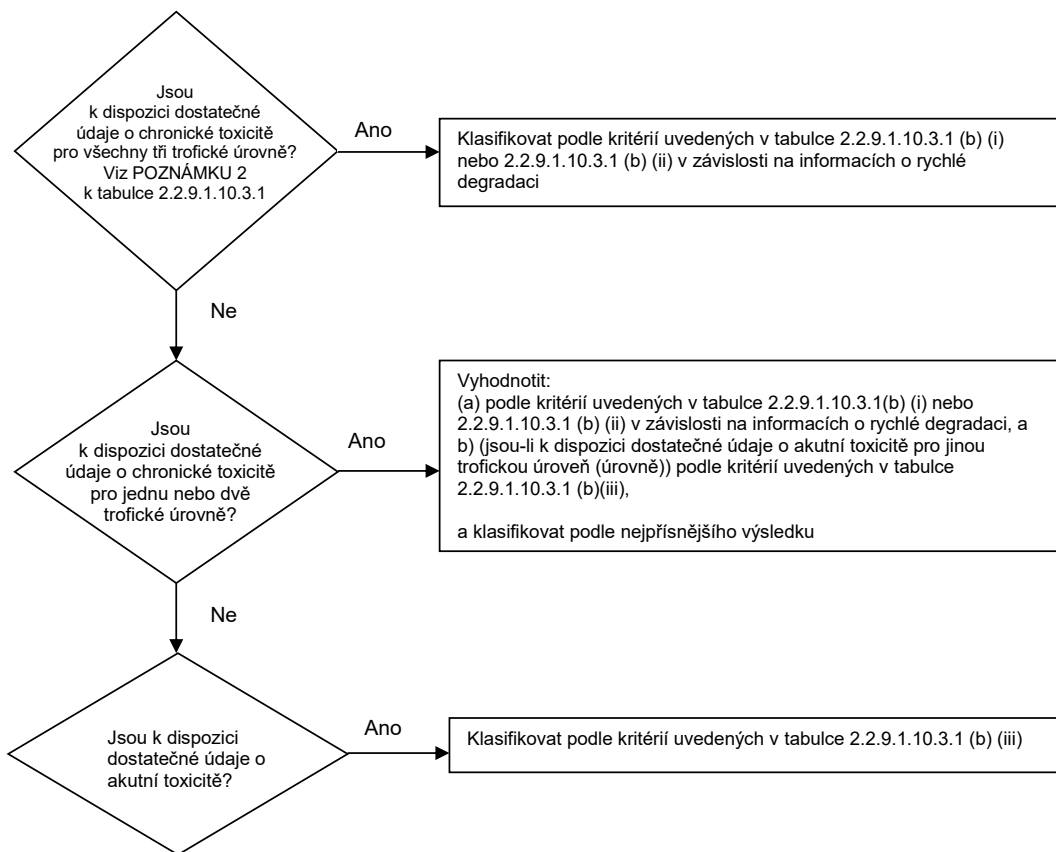 Jsou
k dispozici dostatečné
údaje o chronické toxicitě
pro všechny tři trofické úrovně?
Viz POZNÁMKU 2
k tabulce 2.2.9.1.10.3.1
Ano
Klasifikovat podle kritérií uvedených v tabulce 2.2.9.1.10.3.1 (b) (i)
nebo 2.2.9.1.10.3.1 (b) (ii) v závislosti na informacích o rychlé
degradaci
Ne
Jsou
k dispozici dostatečné
údaje o chronické toxicitě
pro jednu nebo dvě
trofické úrovně?
Ano
Vyhodnotit:
(a) podle kritérií uvedených v tabulce 2.2.9.1.10.3.1(b) (i) nebo
2.2.9.1.10.3.1 (b) (ii) v závislosti na informacích o rychlé degradaci, a
b) (jsou-li k dispozici dostatečné údaje o akutní toxicitě pro jinou
trofickou úroveň (úrovně)) podle kritérií uvedených v tabulce
2.2.9.1.10.3.1 (b)(iii),
a klasifikovat podle nejpřísnějšího výsledku
Ne
Jsou k dispozici
dostatečné údaje o
akutní toxicitě?
Ano
Klasifikovat podle kritérií uvedených v tabulce 2.2.9.1.10.3.1 (b) (iii)